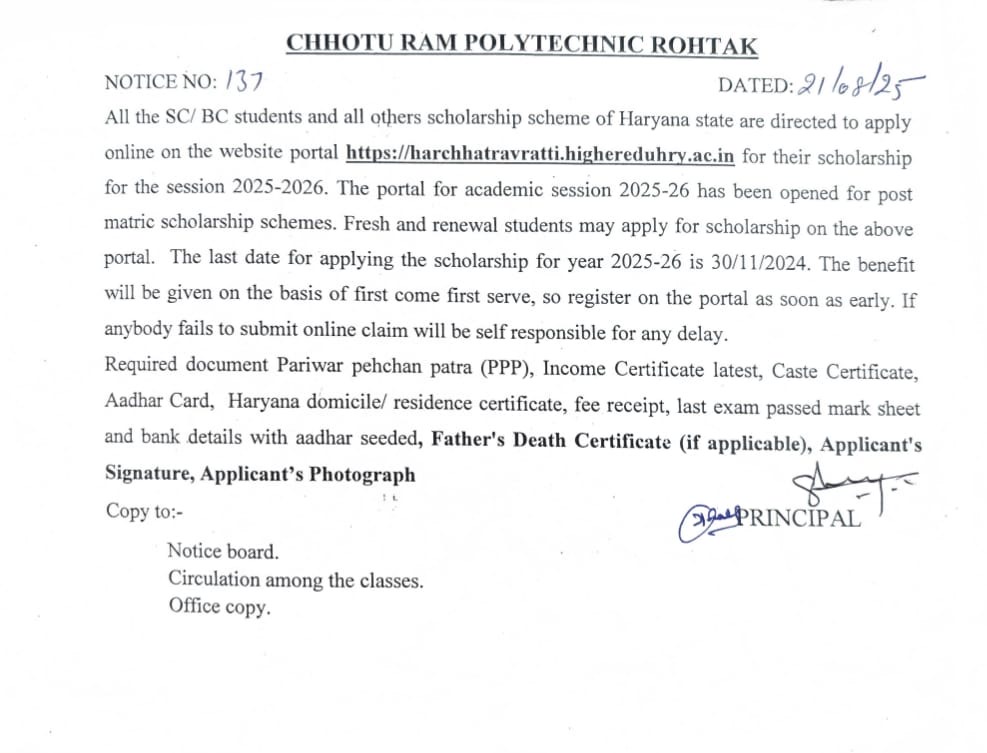 CHHOTU RAM POLYTECHNIC ROHTAK
NOTICE NO: 137 DATED: 21/08/25
All the SC/ BC students and all others scholarship scheme of Haryana state are directed to apply
online on the website portal https://harchhatravratti.highereduhry.ac.in for their scholarship
for the session 2025-2026. The portal for academic session 2025-26 has been opened for post
matric scholarship schemes. Fresh and renewal students may apply for scholarship on the above
portal. The last date for applying the scholarship for year 2025-26 is 30/11/2024. The benefit
will be given on the basis of first come first serve, so register on the portal as soon as early. If
anybody fails to submit online claim will be self responsible for any delay.
Required document Pariwar pehchan patra (PPP), Income Certificate latest, Caste Certificate,
Aadhar Card, Haryana domicile/ residence certificate, fee receipt, last exam passed mark sheet
and bank details with aadhar seeded, Father's Death Certificate (if applicable), Applicant's
Signature, Applicant's Photograph
Copy to:-
PRINCIPAL
Notice board.
Circulation among the classes.
Office copy.